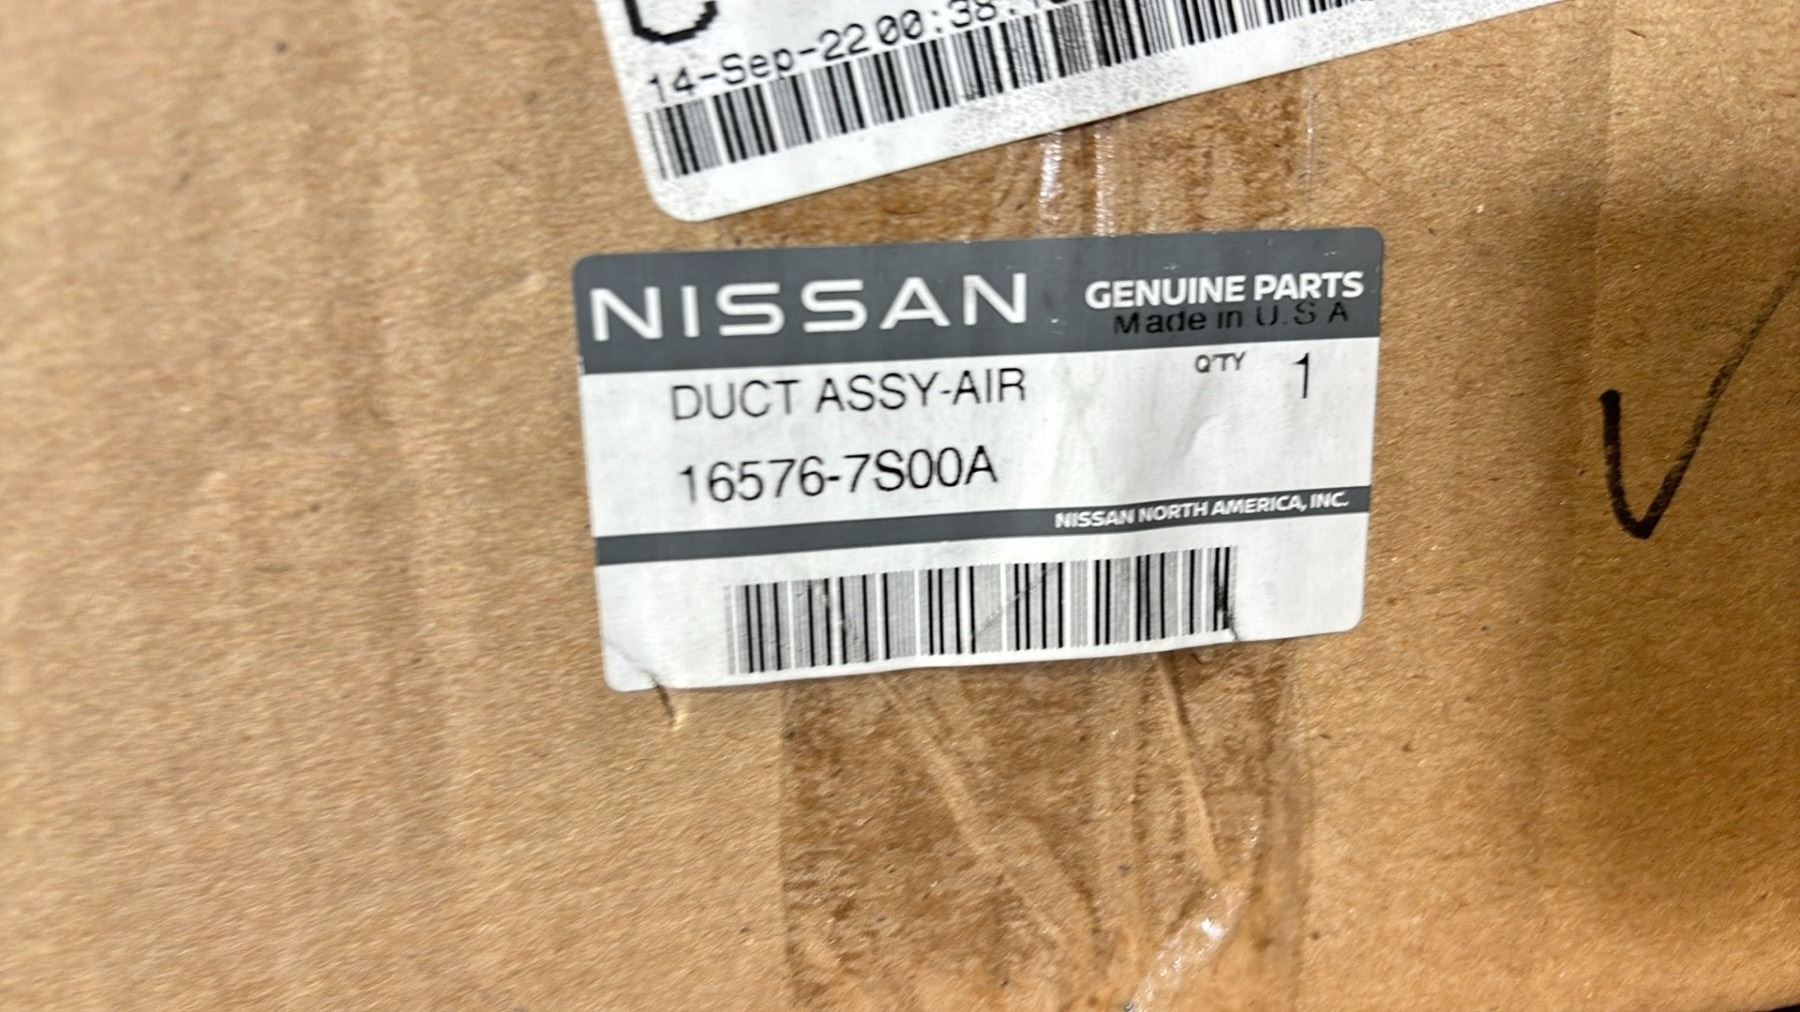 14-Sep-22 00:38
NISSAN GENUINE PARTS
Made in U.S A
DUCT ASSY-AIR Q'TY 1
16576-7S00A
NISSAN NORTH AMERICA, INC.